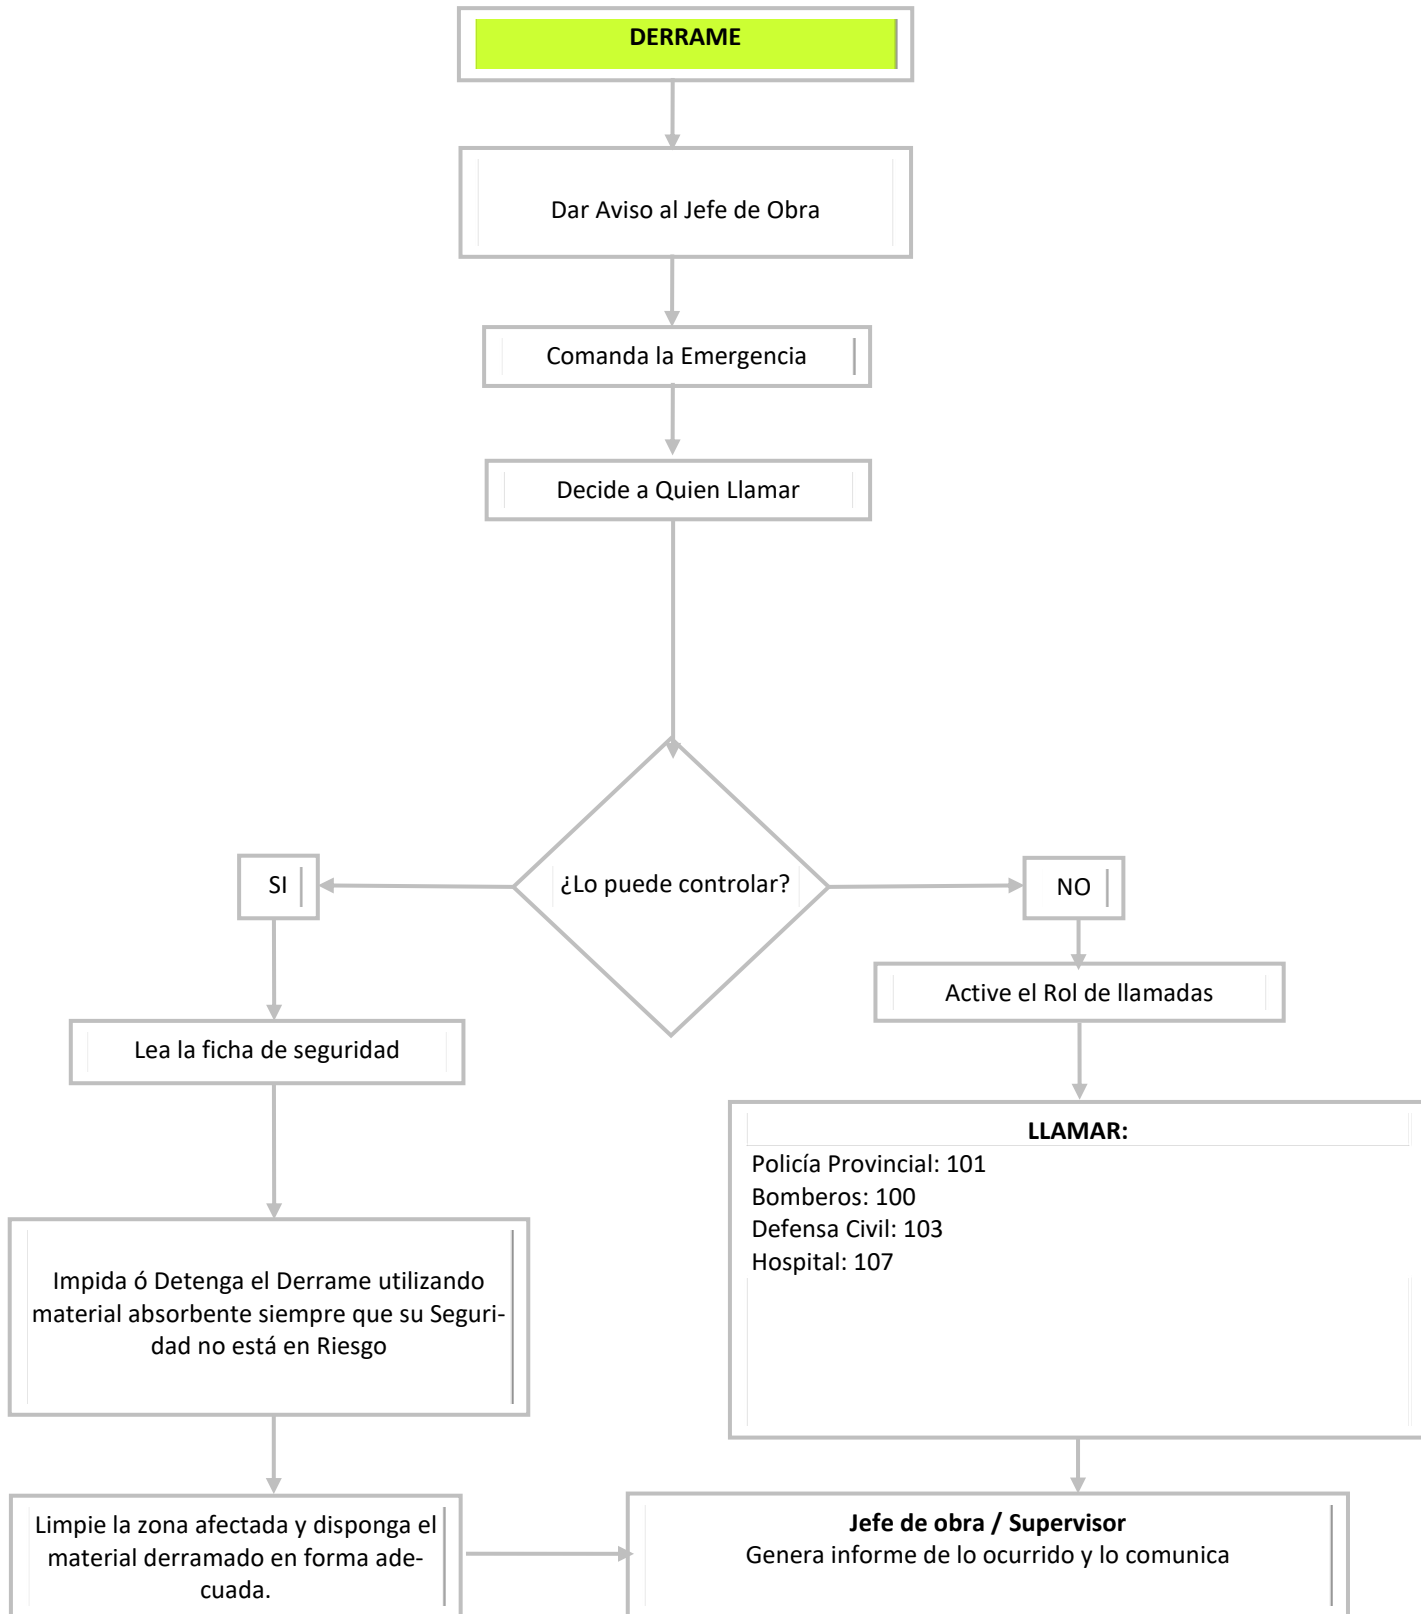 DERRAME
Dar Aviso al Jefe de Obra
Comanda la Emergencia
Decide a Quien Llamar
¿Lo puede controlar?
SI
NO
Active el Rol de llamadas
Lea la ficha de seguridad
LLAMAR:
Policía Provincial: 101
Bomberos: 100
Defensa Civil: 103
Hospital: 107
Impida ó Detenga el Derrame utilizando
material absorbente siempre que su Seguri-
dad no está en Riesgo
Limpie la zona afectada y disponga el
material derramado en forma ade-
cuada.
Jefe de obra / Supervisor
Genera informe de lo ocurrido y lo comunica